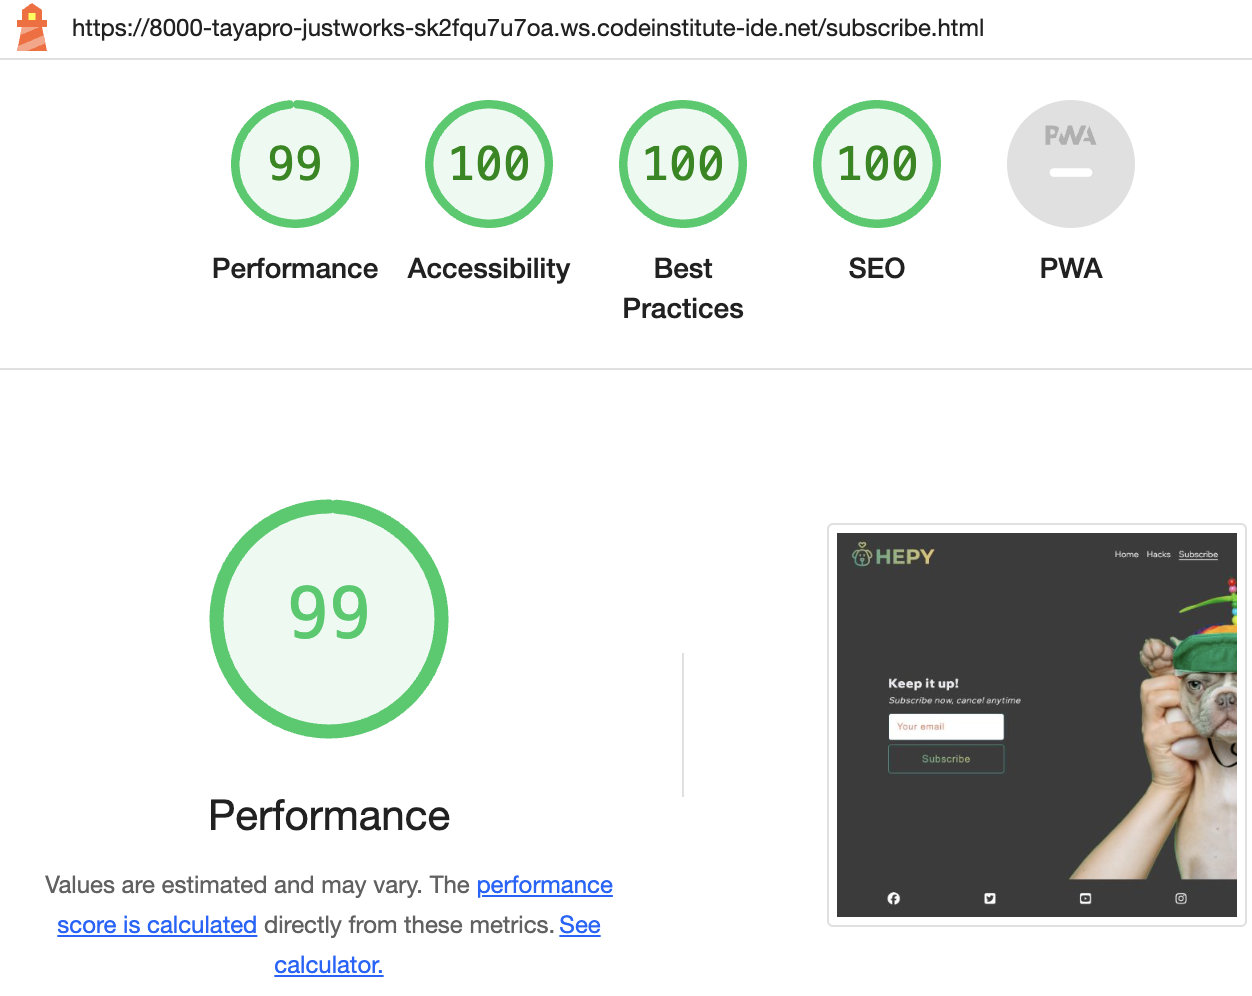 https://8000-tayapro-justworks-sk2fqu7u7oa.ws.codeinstitute-ide.net/subscribe.html
99
100
100
100
PWA
Performance
Accessibility
Best
Practices
SEO
PWA
99
Performance
Values are estimated and may vary. The performance
score is calculated directly from these metrics. See
calculator.
HEPY
Home Hacks Subscribe
Keep it up!
Subscribe now, cancel anytime
Your email
Subscribe